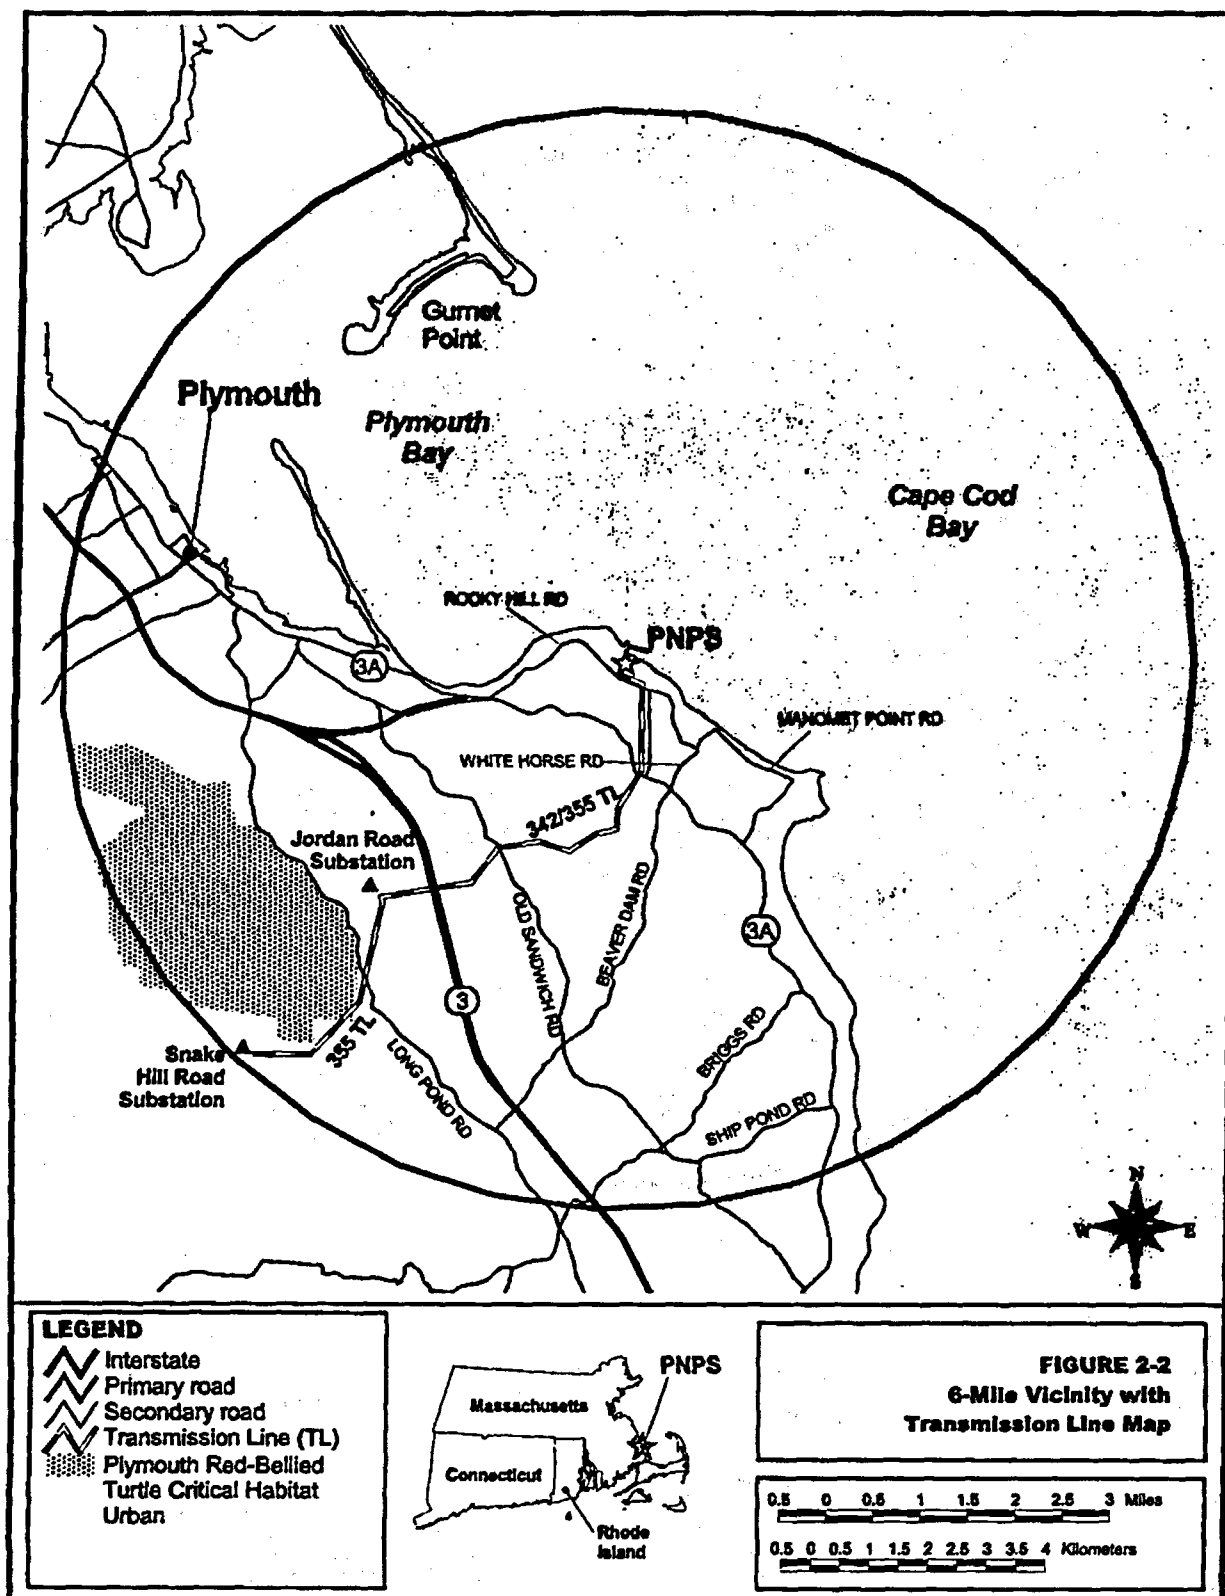 Gurnet
Point
Plymouth
Plymouth
Bay
Cape Cod
Bay
ROCKY HILL RD
PNPS
3A
MANOMET POINT RD
WHITE HORSE RD
342/355 TL
Jordan Road
Substation
OLD SANDWICH RD
BEAVER DAM RD
3A
3
355 TL
BRIGGS RD
Snake
Hill Road
Substation
LONG POND RD
SHIP POND RD
N
W E
S
LEGEND
Interstate
Primary road
Secondary road
Transmission Line (TL)
Plymouth Red-Bellied
Turtle Critical Habitat
Urban
PNPS
Massachusetts
Connecticut
Rhode
Island
FIGURE 2-2
6-Mile Vicinity with
Transmission Line Map
0.5 0 0.5 1 1.5 2 2.5 3 Miles
0.5 0 0.5 1 1.5 2 2.5 3 3.5 4 Kilometers